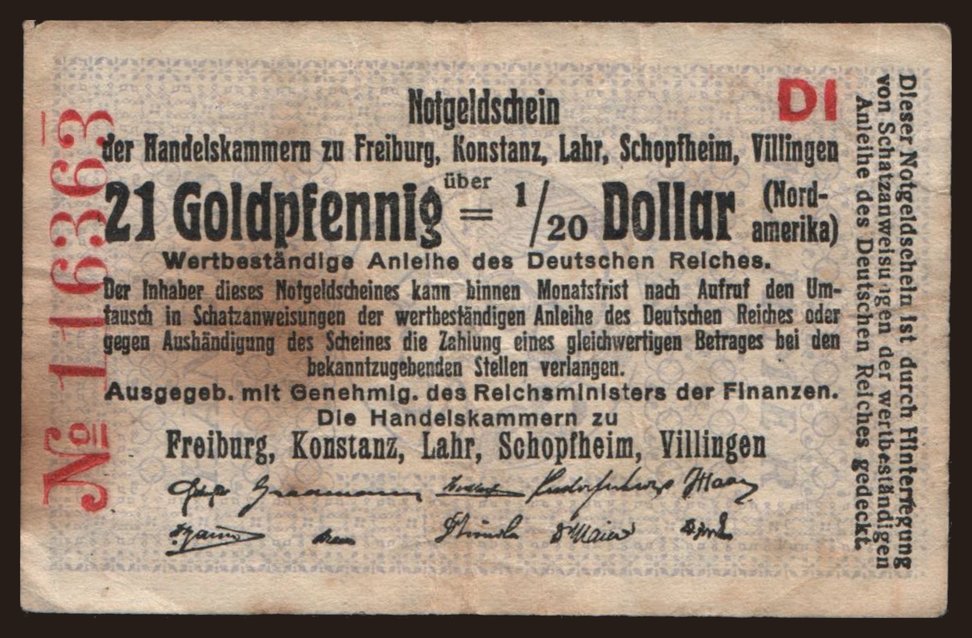 DI
Notgeldschein
der Handelskammern zu Freiburg, Konstanz, Lahr, Schopfheim, Villingen
über
21 Goldpfennig = 1/20 Dollar (Nord-
amerika)
Wertbeständige Anleihe des Deutschen Reiches.
Der Inhaber dieses Notgeldscheines kann binnen Monatsfrist nach Aufruf den Um-
tausch in Schatzanweisungen der wertbeständigen Anleihe des Deutschen Reiches oder
gegen Aushändigung des Scheines die Zahlung eines gleichwertigen Betrages bei den
bekanntzugebenden Stellen verlangen.
Ausgegeb. mit Genehmig. des Reichsministers der Finanzen.
Die Handelskammern zu
Freiburg, Konstanz, Lahr, Schopfheim, Villingen
No 116363
Dieser Notgeldschein ist durch Hinterlegung
von Schatzanweisungen der wertbeständigen
Anleihe des Deutschen Reiches gedeckt.